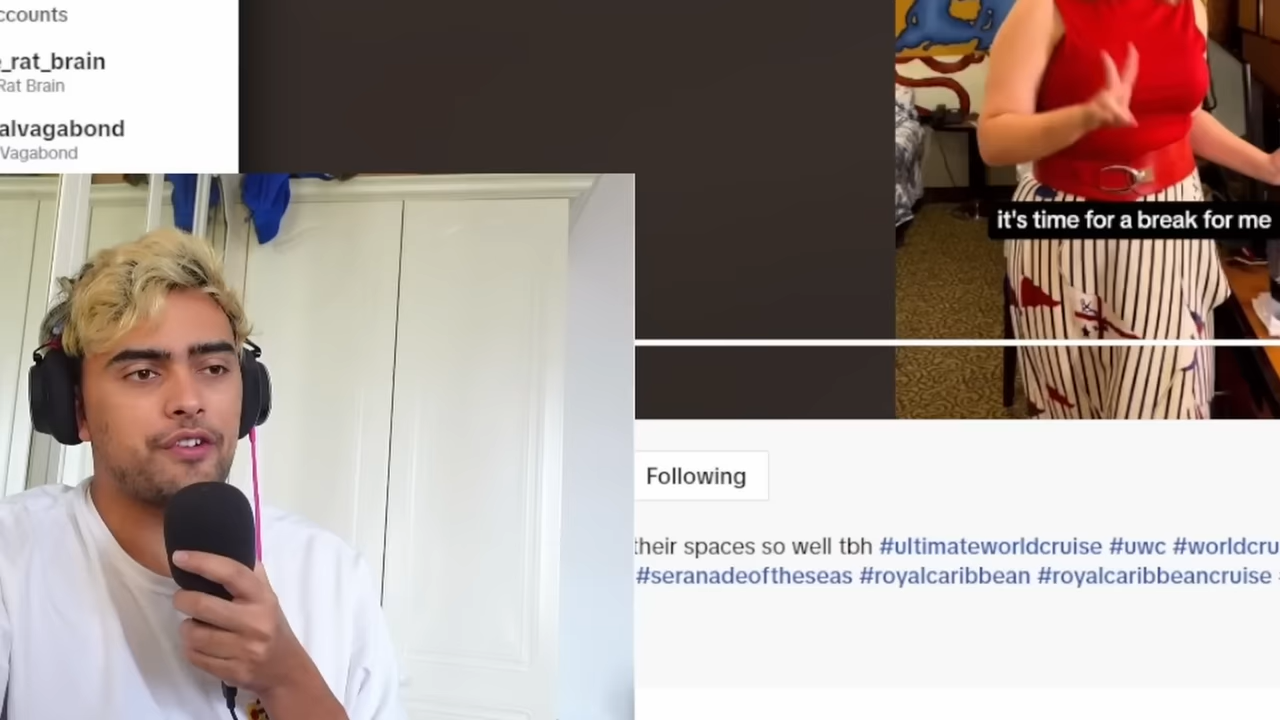 ccounts
_rat_brain
Rat Brain
alvagabond
Vagabond
it's time for a break for me
Following
their spaces so well tbh #ultimateworldcruise #uwc #worldcru
#seranadeoftheseas #royalcaribbean #royalcaribbeancruise